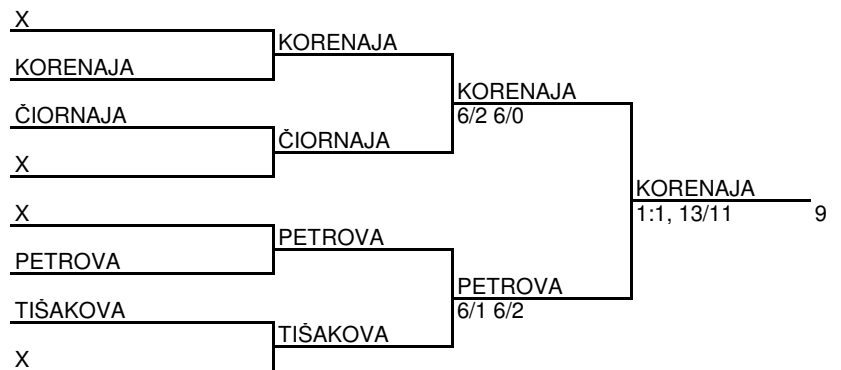 X
KORENAJA
KORENAJA
KORENAJA
6/2 6/0
ČIORNAJA
ČIORNAJA
X
KORENAJA
1:1, 13/11 9
X
PETROVA
PETROVA
PETROVA
6/1 6/2
TIŠAKOVA
TIŠAKOVA
X